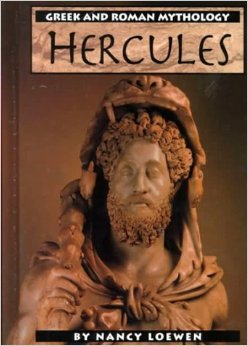 GREEK AND ROMAN MYTHOLOGY
HERCULES
BY NANCY LOEWEN